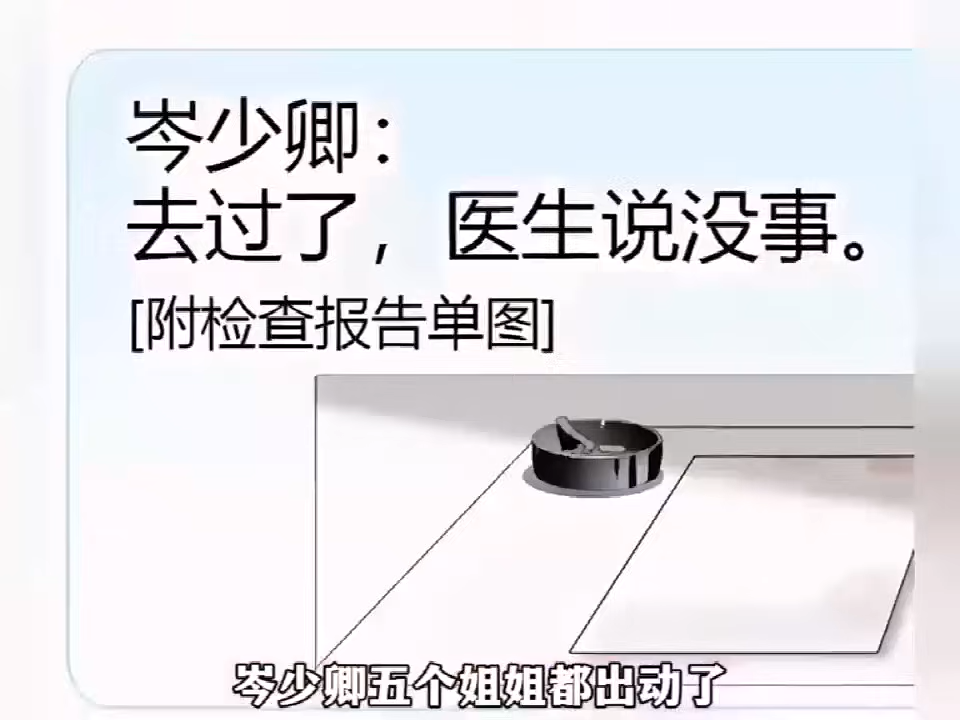 岑少卿：
去过了，医生说没事。
[附检查报告单图]
岑少卿五个姐姐都出动了